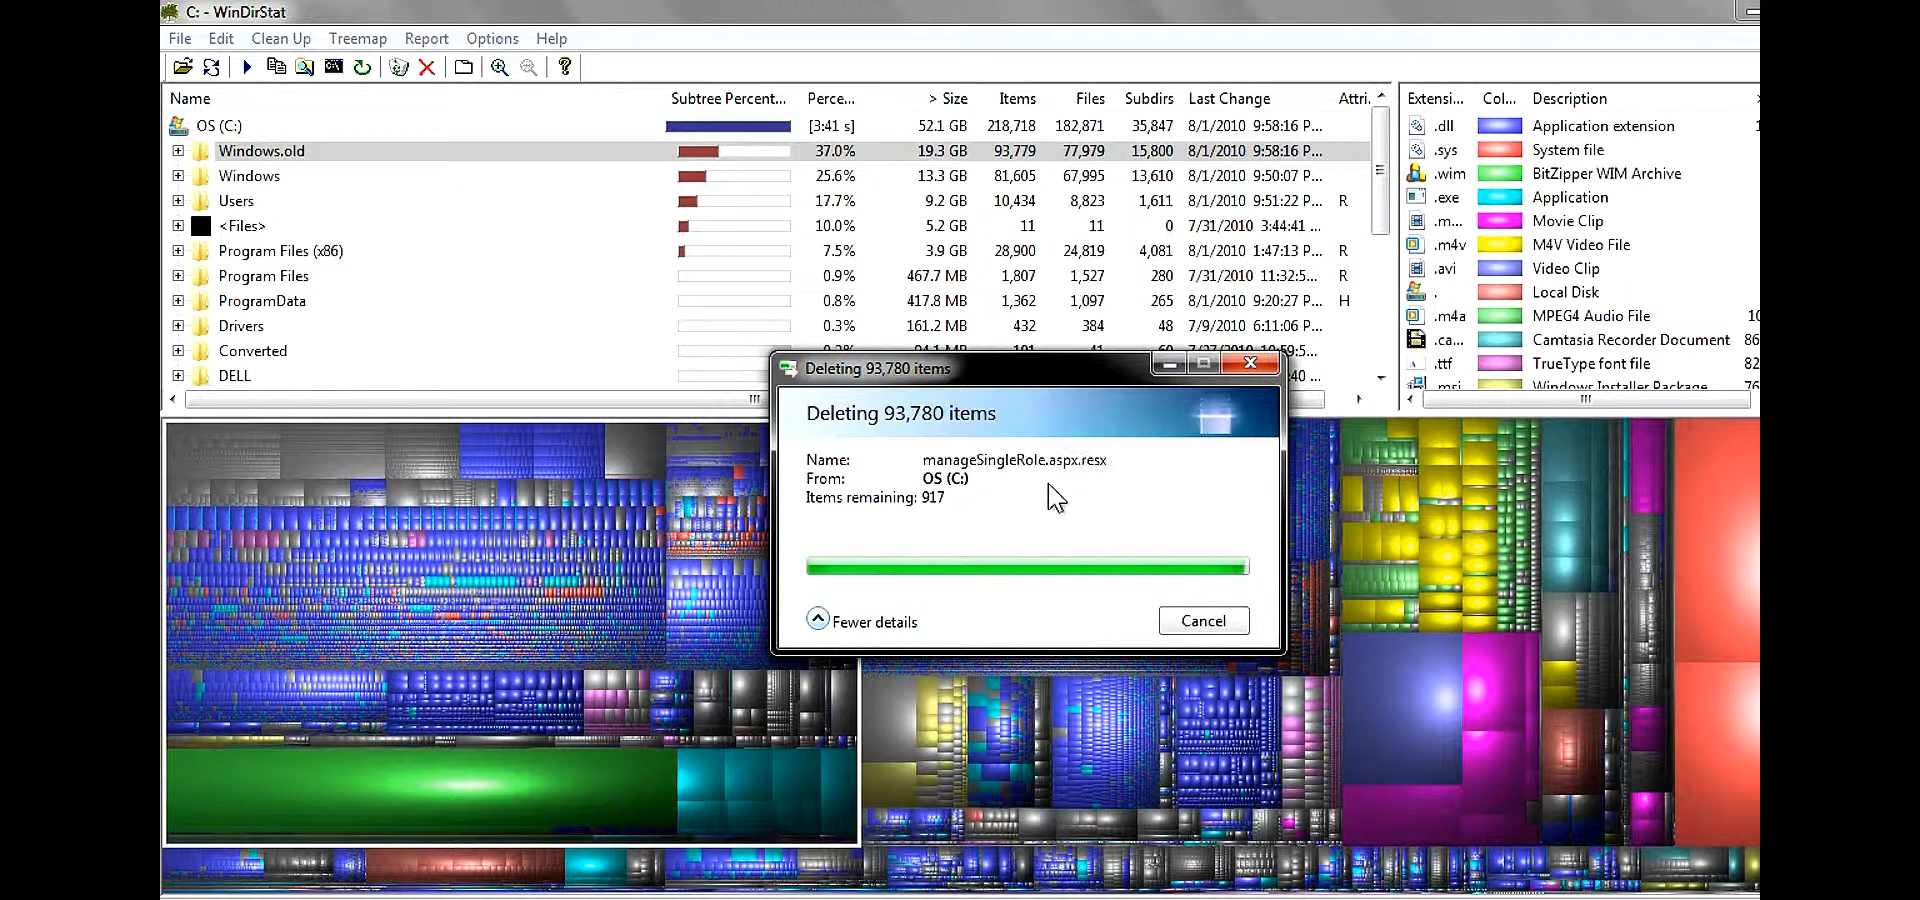 C: - WinDirStat
File Edit Clean Up Treemap Report Options Help
Name Subtree Percent... Perce... > Size Items Files Subdirs Last Change Attri.
OS (C:) [3:41 s] 52.1 GB 218,718 182,871 35,847 8/1/2010 9:58:16 P...
Windows.old 37.0% 19.3 GB 93,779 77,979 15,800 8/1/2010 9:58:16 P...
Windows 25.6% 13.3 GB 81,605 67,995 13,610 8/1/2010 9:50:07 P...
Users 17.7% 9.2 GB 10,434 8,823 1,611 8/1/2010 9:51:22 P... R
<Files> 10.0% 5.2 GB 11 11 0 7/31/2010 3:44:41 ...
Program Files (x86) 7.5% 3.9 GB 28,900 24,819 4,081 8/1/2010 1:47:13 P... R
Program Files 0.9% 467.7 MB 1,807 1,527 280 7/31/2010 11:32:5... R
ProgramData 0.8% 417.8 MB 1,362 1,097 265 8/1/2010 9:20:27 P... H
Drivers 0.3% 161.2 MB 432 384 48 7/9/2010 6:11:06 P...
Converted
DELL
Extensi... Col... Description
.dll Application extension
.sys System file
.wim BitZipper WIM Archive
.exe Application
.m... Movie Clip
.m4v M4V Video File
.avi Video Clip
. Local Disk
.m4a MPEG4 Audio File
.ca... Camtasia Recorder Document 86
.ttf TrueType font file 82
.msi Windows Installer Package 76
Deleting 93,780 items
Deleting 93,780 items
Name: manageSingleRole.aspx.resx
From: OS (C:)
Items remaining: 917
Fewer details
Cancel